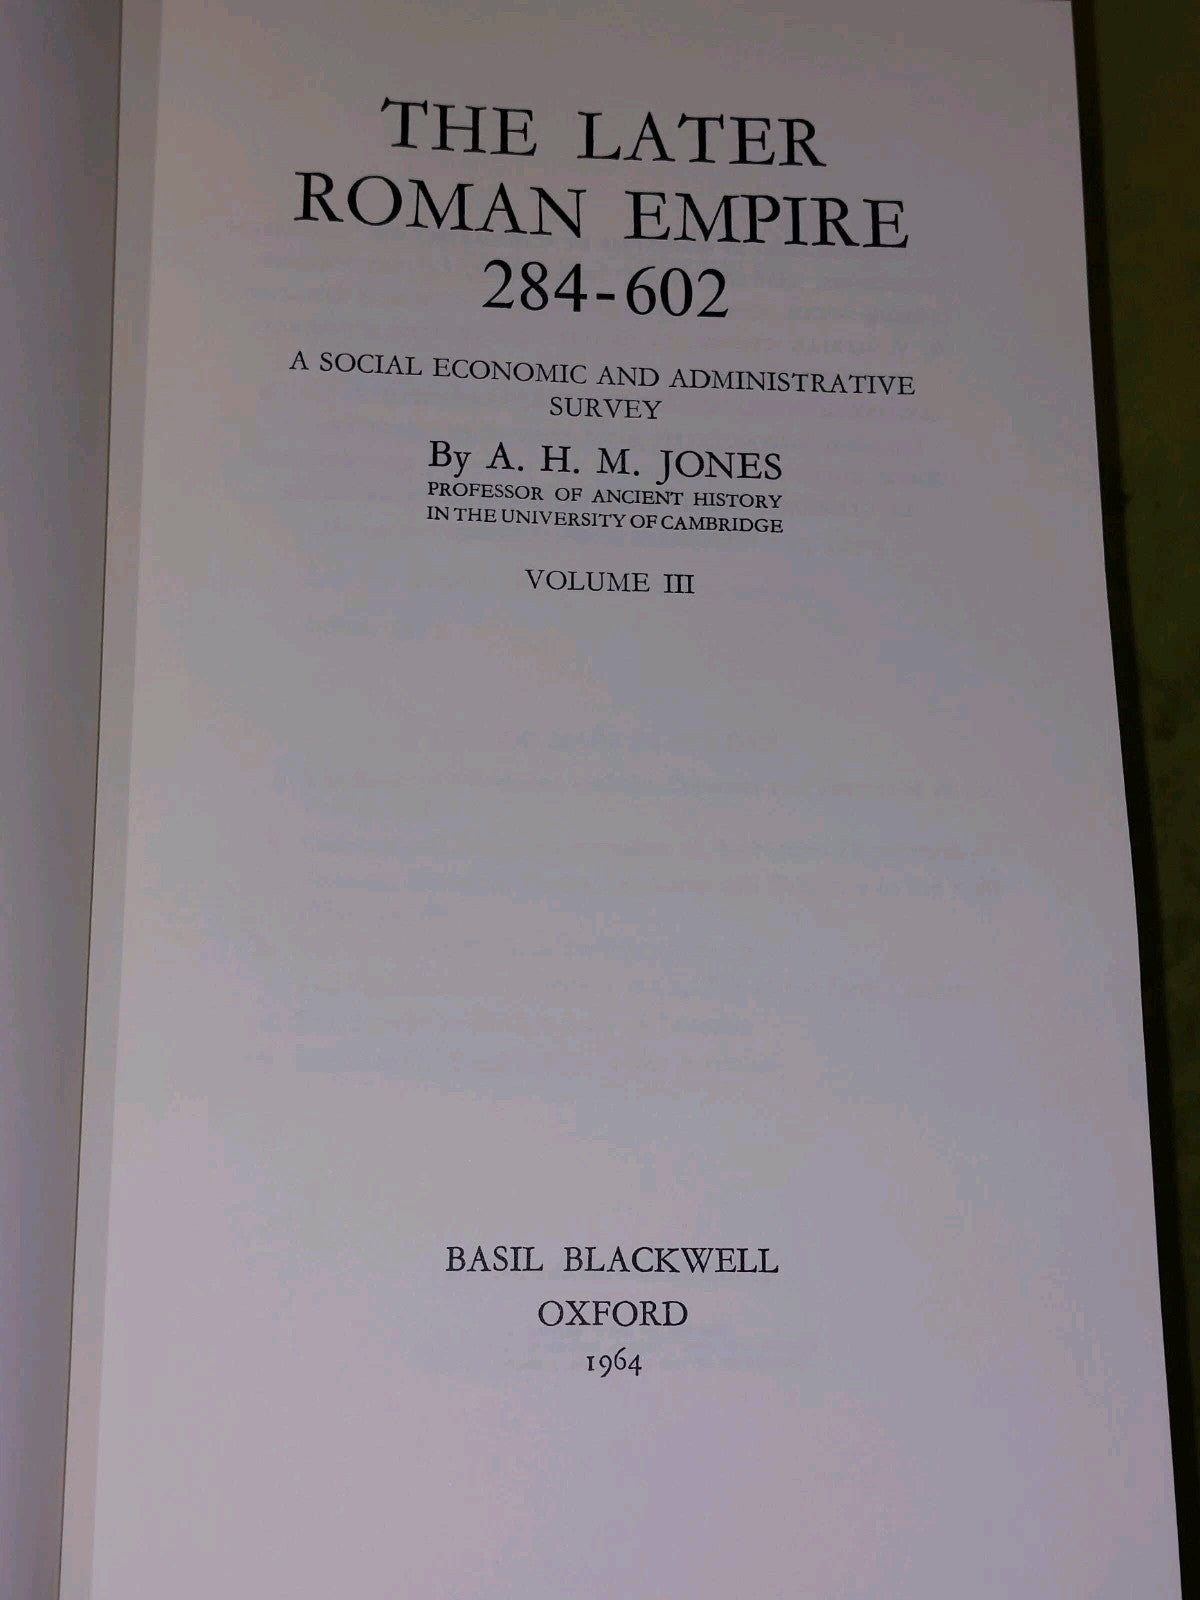 THE LATER
ROMAN EMPIRE
284-602
A SOCIAL ECONOMIC AND ADMINISTRATIVE
SURVEY
By A. H. M. JONES
PROFESSOR OF ANCIENT HISTORY
IN THE UNIVERSITY OF CAMBRIDGE
VOLUME III
BASIL BLACKWELL
OXFORD
1964